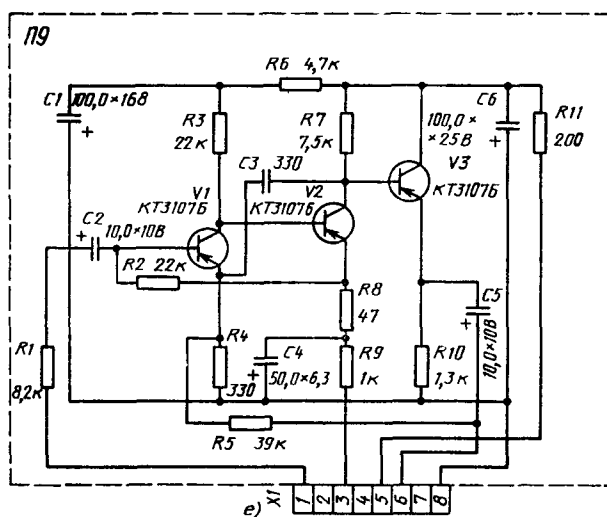 П9
R6 4,7к
C1
100,0×16В
R3
22к
R7
7,5к
C6
100,0×
×25В
R11
200
C3 330
V3
V1
КТ3107Б
V2
КТ3107Б
КТ3107Б
C2
10,0×10В
R2 22к
R8
47
C5
10,0×10В
R1
8,2к
R4
330
C4
50,0×6,3
R9
1к
R10
1,3к
R5 39к
е)
X1
1 2 3 4 5 6 7 8